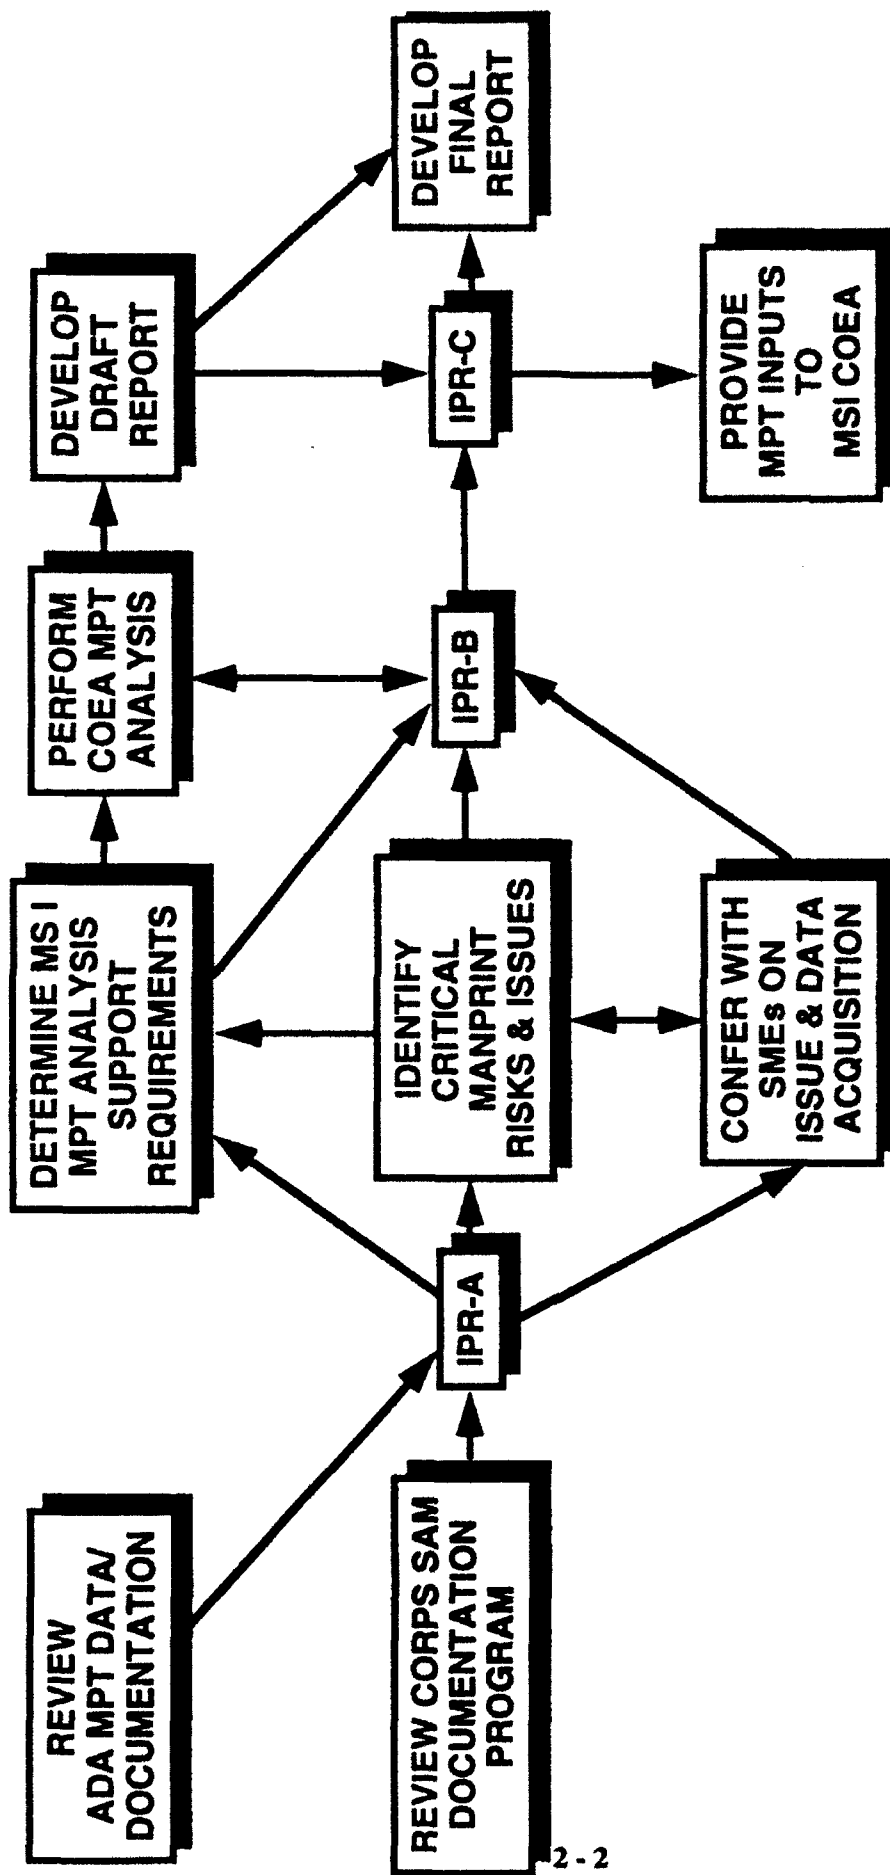 REVIEW
ADA MPT DATA/
DOCUMENTATION
REVIEW CORPS SAM
DOCUMENTATION
PROGRAM
IPR-A
DETERMINE MS I
MPT ANALYSIS
SUPPORT
REQUIREMENTS
IDENTIFY
CRITICAL
MANPRINT
RISKS & ISSUES
CONFER WITH
SMEs ON
ISSUE & DATA
ACQUISITION
PERFORM
COEA MPT
ANALYSIS
IPR-B
DEVELOP
DRAFT
REPORT
IPR-C
PROVIDE
MPT INPUTS
TO
MSI COEA
DEVELOP
FINAL
REPORT
2-2